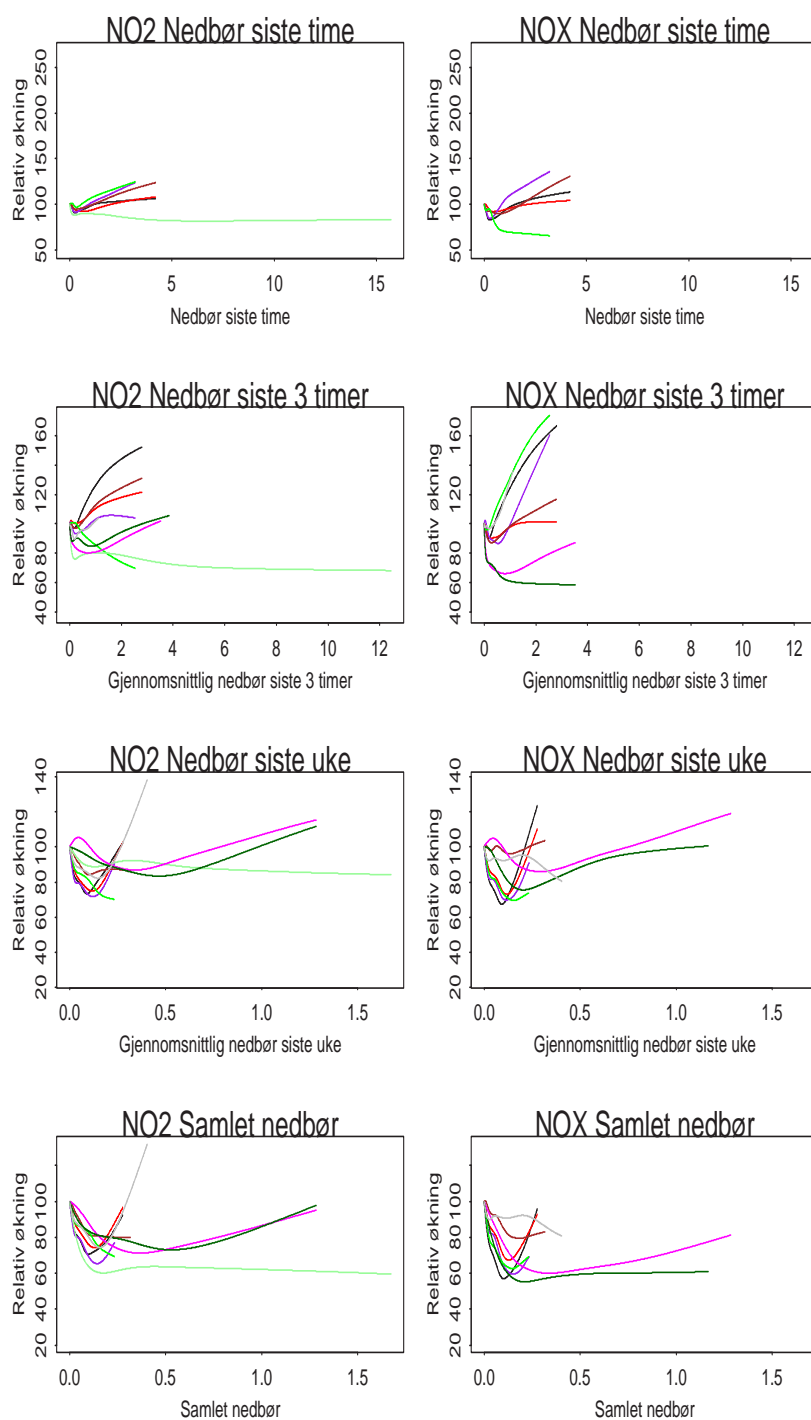 NO2 Nedbør siste time
Relativ økning
50 100 150 200 250
0 5 10 15
Nedbør siste time
NOX Nedbør siste time
Relativ økning
50 100 150 200 250
0 5 10 15
Nedbør siste time
NO2 Nedbør siste 3 timer
Relativ økning
40 60 80 120 160
0 2 4 6 8 10 12
Gjennomsnittlig nedbør siste 3 timer
NOX Nedbør siste 3 timer
Relativ økning
40 60 80 120 160
0 2 4 6 8 10 12
Gjennomsnittlig nedbør siste 3 timer
NO2 Nedbør siste uke
Relativ økning
20 40 60 80 100 140
0.0 0.5 1.0 1.5
Gjennomsnittlig nedbør siste uke
NOX Nedbør siste uke
Relativ økning
20 40 60 80 100 140
0.0 0.5 1.0 1.5
Gjennomsnittlig nedbør siste uke
NO2 Samlet nedbør
Relativ økning
20 40 60 80 100
0.0 0.5 1.0 1.5
Samlet nedbør
NOX Samlet nedbør
Relativ økning
20 40 60 80 100
0.0 0.5 1.0 1.5
Samlet nedbør